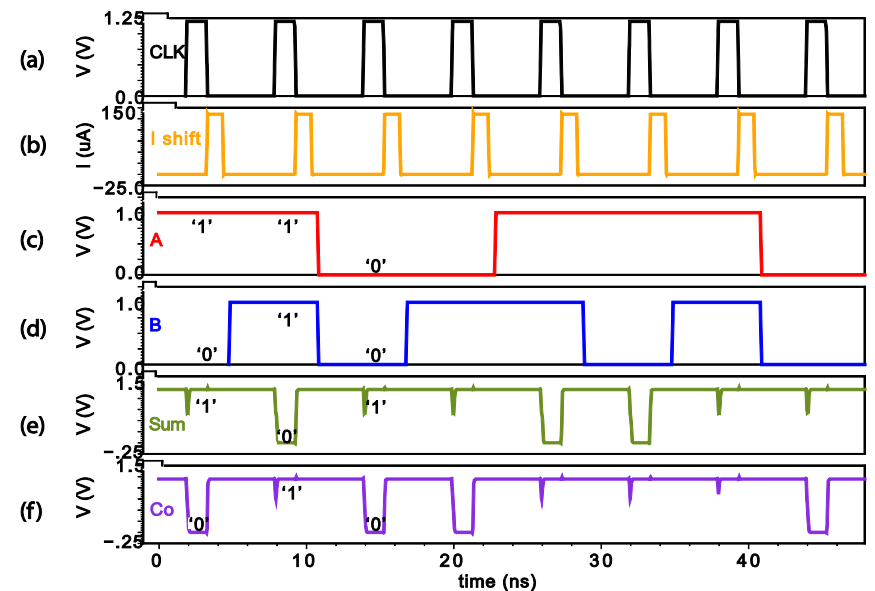 (a)
V (V)
1.25
0.0
CLK
(b)
I (uA)
150
−25.0
I shift
(c)
V (V)
1.6
0.0
A
‘1’
‘1’
‘0’
(d)
V (V)
1.6
0.0
B
‘0’
‘1’
‘0’
(e)
V (V)
1.5
−.25
Sum
‘1’
‘0’
‘1’
(f)
V (V)
1.5
−.25
Co
‘0’
‘1’
‘0’
0 10 20 30 40
time (ns)